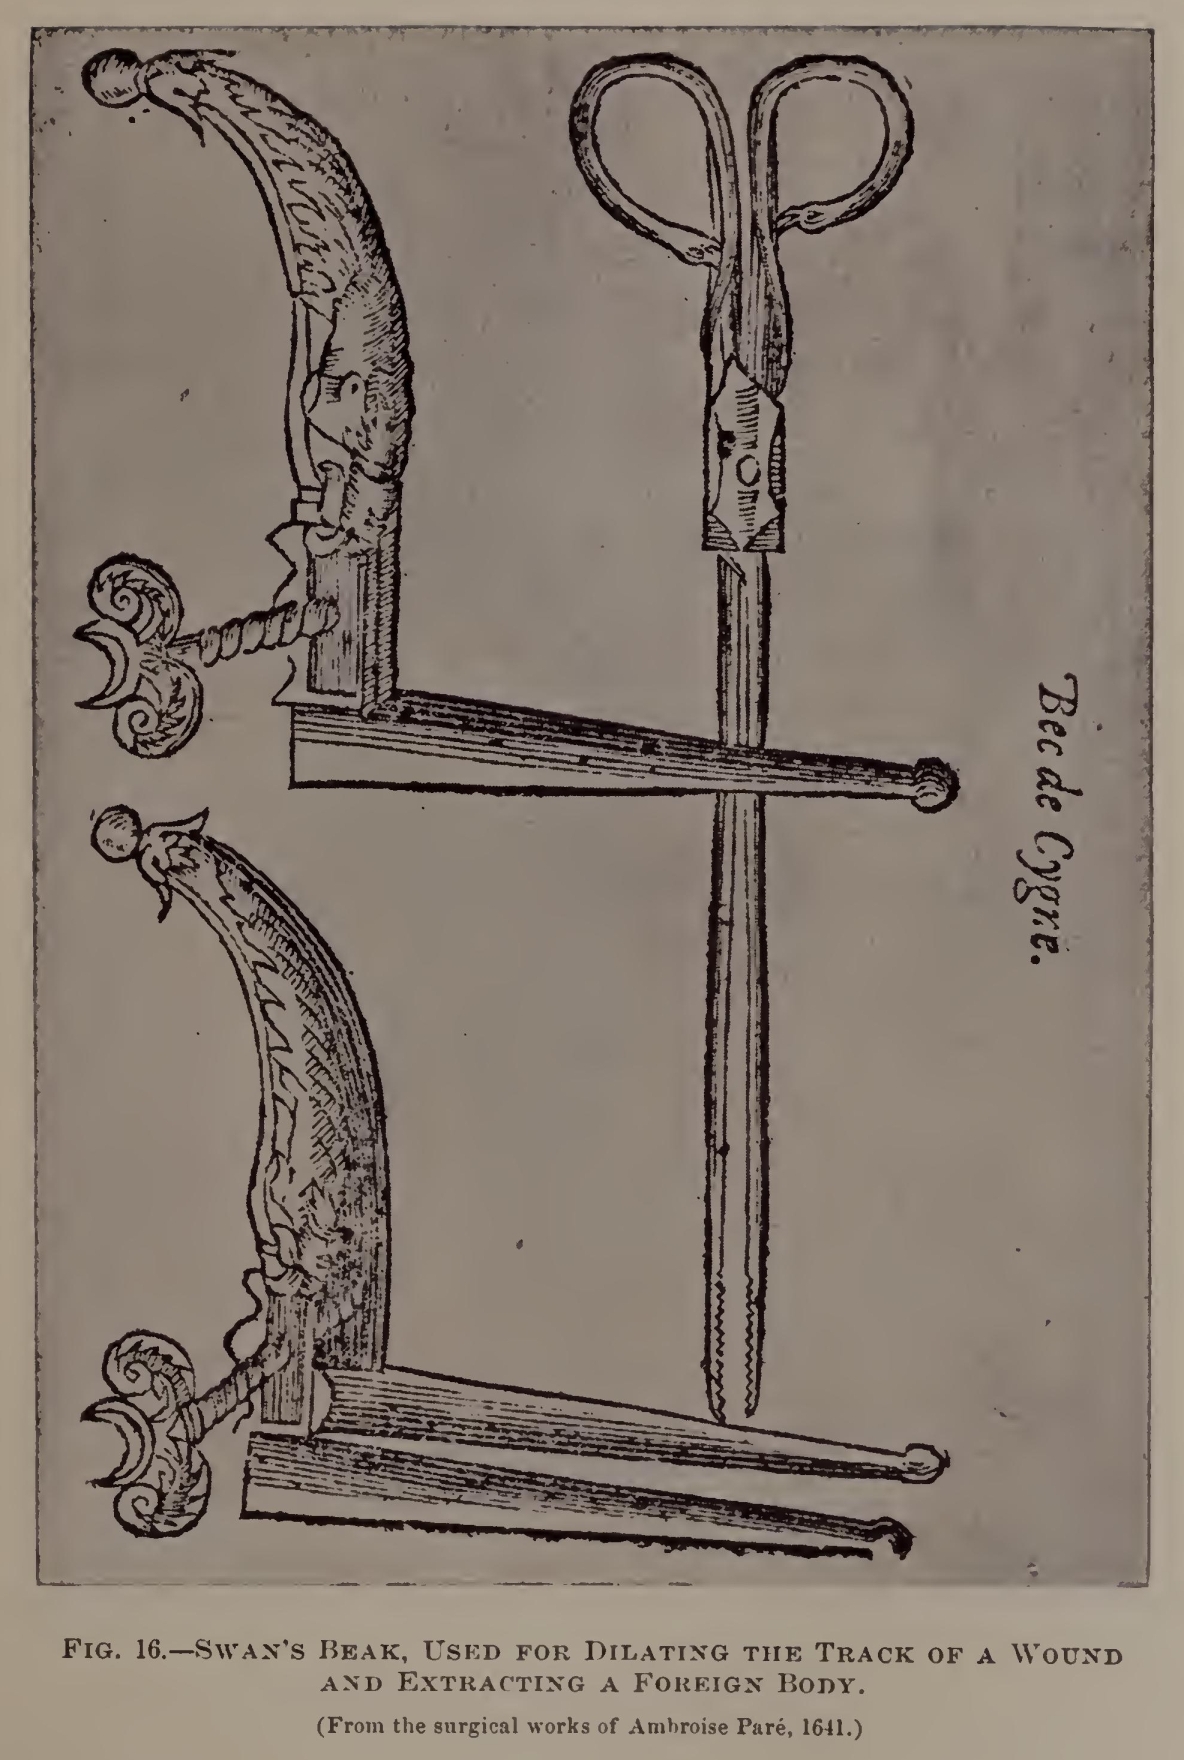 Bec de Cygne.
FIG. 16.—SWAN'S BEAK, USED FOR DILATING THE TRACK OF A WOUND
AND EXTRACTING A FOREIGN BODY.
(From the surgical works of Ambroise Paré, 1641.)